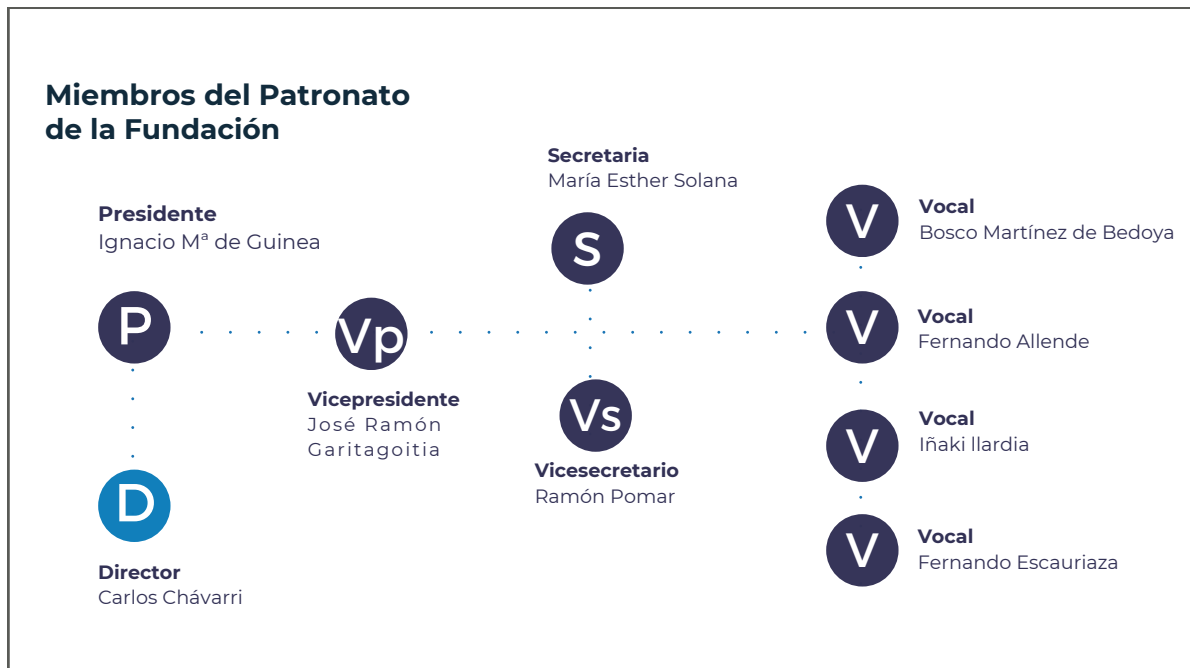 Miembros del Patronato
de la Fundación
Presidente
Ignacio Mª de Guinea
P
D
Director
Carlos Chávarri
Vp
Vicepresidente
José Ramón
Garitagoitia
Secretaria
María Esther Solana
S
Vs
Vicesecretario
Ramón Pomar
V
Vocal
Bosco Martínez de Bedoya
V
Vocal
Fernando Allende
V
Vocal
Iñaki llardia
V
Vocal
Fernando Escauriaza